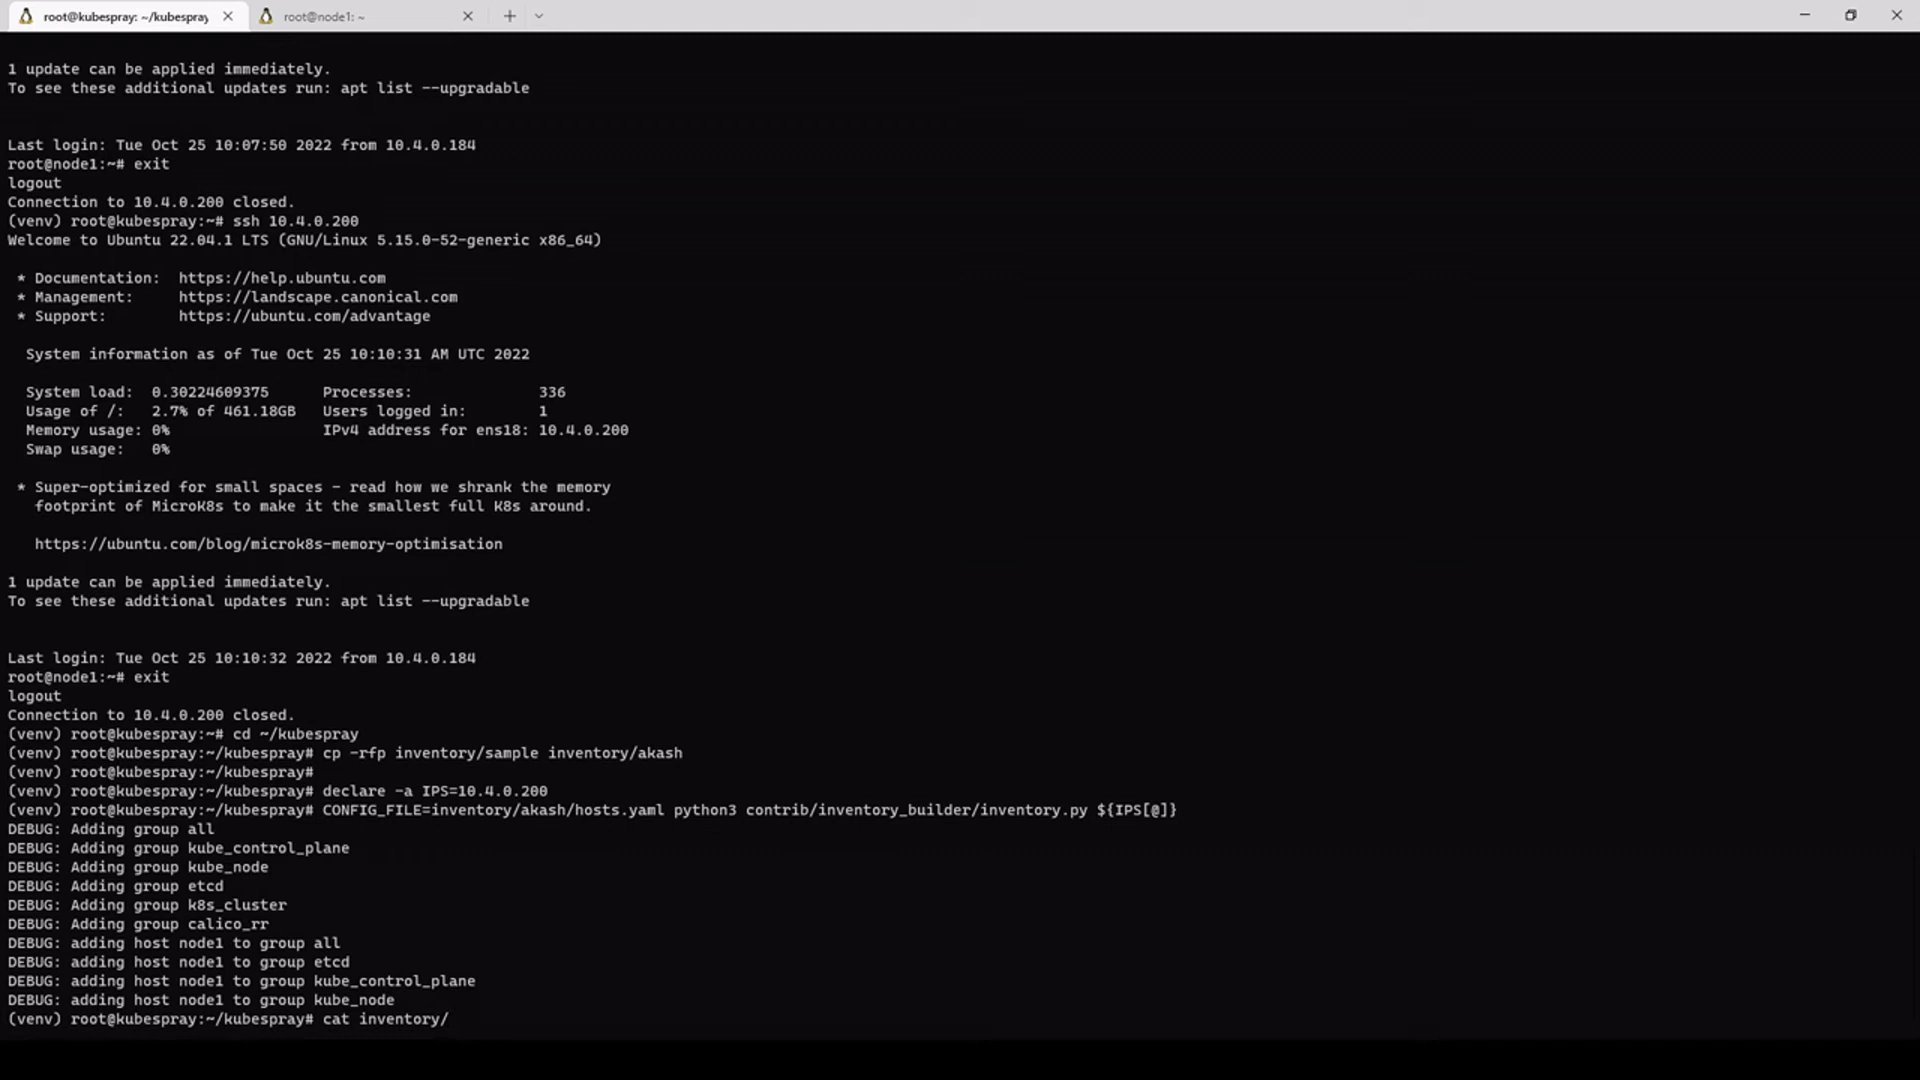 root@kubespray: ~/kubespray
root@node1: ~
1 update can be applied immediately.
To see these additional updates run: apt list --upgradable
Last login: Tue Oct 25 10:07:50 2022 from 10.4.0.184
root@node1:~# exit
logout
Connection to 10.4.0.200 closed.
(venv) root@kubespray:~# ssh 10.4.0.200
Welcome to Ubuntu 22.04.1 LTS (GNU/Linux 5.15.0-52-generic x86_64)
* Documentation:  https://help.ubuntu.com
* Management:     https://landscape.canonical.com
* Support:        https://ubuntu.com/advantage
System information as of Tue Oct 25 10:10:31 AM UTC 2022
System load:  0.30224609375      Processes:              336
Usage of /:   2.7% of 461.18GB   Users logged in:        1
Memory usage: 0%                 IPv4 address for ens18: 10.4.0.200
Swap usage:   0%
* Super-optimized for small spaces - read how we shrank the memory
footprint of MicroK8s to make it the smallest full K8s around.
https://ubuntu.com/blog/microk8s-memory-optimisation
1 update can be applied immediately.
To see these additional updates run: apt list --upgradable
Last login: Tue Oct 25 10:10:32 2022 from 10.4.0.184
root@node1:~# exit
logout
Connection to 10.4.0.200 closed.
(venv) root@kubespray:~# cd ~/kubespray
(venv) root@kubespray:~/kubespray# cp -rfp inventory/sample inventory/akash
(venv) root@kubespray:~/kubespray#
(venv) root@kubespray:~/kubespray# declare -a IPS=10.4.0.200
(venv) root@kubespray:~/kubespray# CONFIG_FILE=inventory/akash/hosts.yaml python3 contrib/inventory_builder/inventory.py ${IPS[@]}
DEBUG: Adding group all
DEBUG: Adding group kube_control_plane
DEBUG: Adding group kube_node
DEBUG: Adding group etcd
DEBUG: Adding group k8s_cluster
DEBUG: Adding group calico_rr
DEBUG: adding host node1 to group all
DEBUG: adding host node1 to group etcd
DEBUG: adding host node1 to group kube_control_plane
DEBUG: adding host node1 to group kube_node
(venv) root@kubespray:~/kubespray# cat inventory/